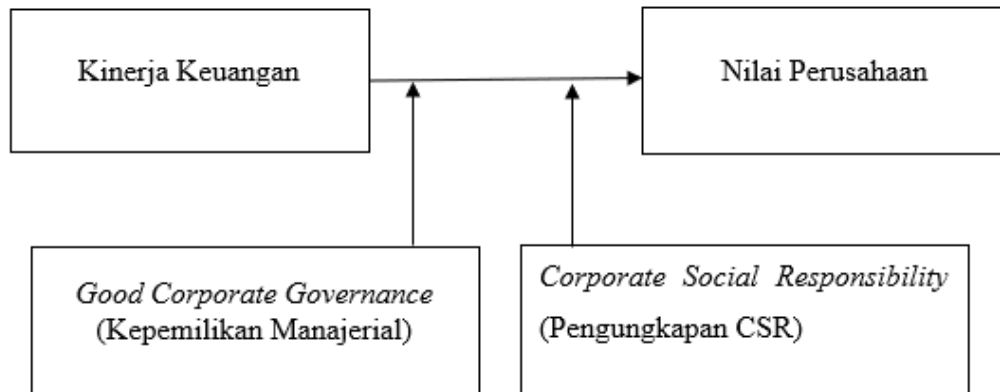 Kinerja Keuangan
Nilai Perusahaan
Good Corporate Governance
(Kepemilikan Manajerial)
Corporate Social Responsibility
(Pengungkapan CSR)